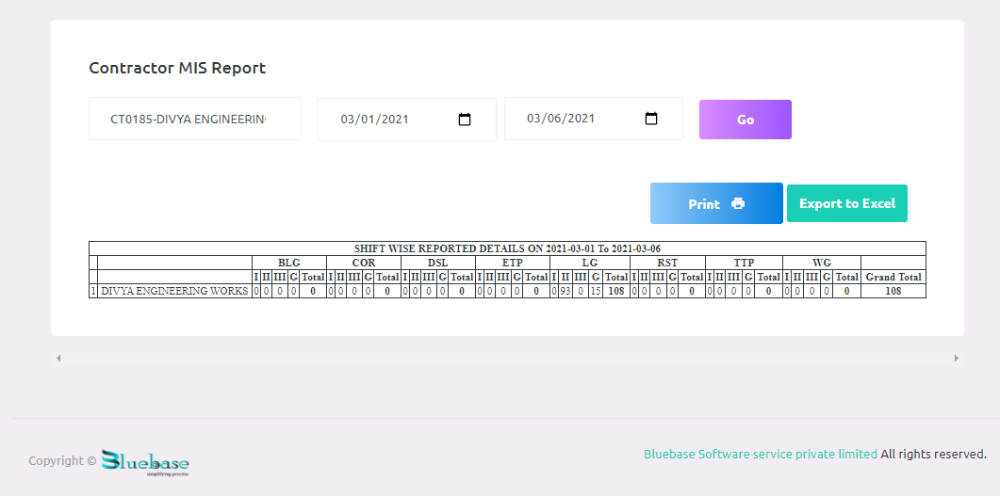 Contractor MIS Report
CT0185-DIVYA ENGINEERIN 03/01/2021 03/06/2021 Go
Print Export to Excel
SHIFT WISE REPORTED DETAILS ON 2021-03-01 To 2021-03-06
BLG COR DSL ETP LG RST TTP WG
I II III G Total I II III G Total I II III G Total I II III G Total I II III G Total I II III G Total I II III G Total I II III G Total Grand Total
1 DIVYA ENGINEERING WORKS 0 0 0 0 0 0 0 0 0 0 0 0 0 0 0 0 0 0 0 0 0 93 0 15 108 0 0 0 0 0 0 0 0 0 0 0 0 0 0 0 108
Copyright © Bluebase
simplifying process
Bluebase Software service private limited All rights reserved.